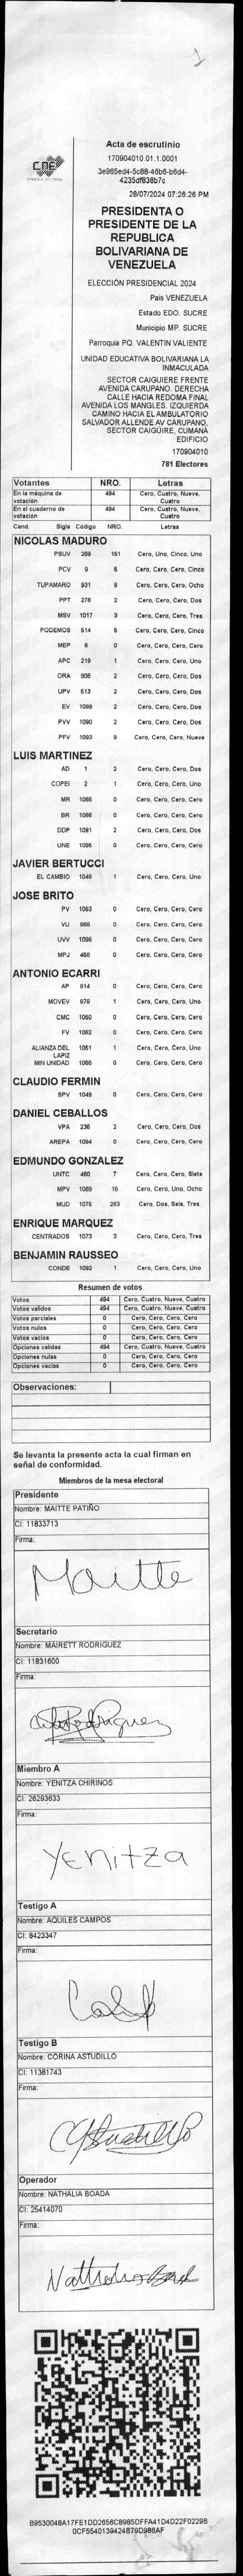 1
CNE
Acta de escrutinio
170904010.01.1.0001
3e965ed4-5c88-46b6-b6d4-
4235df838b7c
28/07/2024 07:26:26 PM
PRESIDENTA O
PRESIDENTE DE LA
REPUBLICA
BOLIVARIANA DE
VENEZUELA
ELECCIÓN PRESIDENCIAL 2024
Pais VENEZUELA
Estado EDO. SUCRE
Municipio MP. SUCRE
Parroquia PQ. VALENTIN VALIENTE
UNIDAD EDUCATIVA BOLIVARIANA LA
INMACULADA
SECTOR CAIGUIERE FRENTE
AVENIDA CARUPANO. DERECHA
CALLE HACIA REDOMA FINAL
AVENIDA LOS MANGLES. IZQUIERDA
CAMINO HACIA EL AMBULATORIO
SALVADOR ALLENDE AV CARUPANO,
SECTOR CAIGÜIRE, CUMANÁ
EDIFICIO
170904010
781 Electores
Votantes NRO. Letras
En la máquina de votación 494 Cero, Cuatro, Nueve, Cuatro
En el cuaderno de votación 494 Cero, Cuatro, Nueve, Cuatro
Cand. Sigla Código NRO. Letras
NICOLAS MADURO
PSUV 269 151 Cero, Uno, Cinco, Uno
PCV 9 5 Cero, Cero, Cero, Cinco
TUPAMARO 931 8 Cero, Cero, Cero, Ocho
PPT 276 2 Cero, Cero, Cero, Dos
MSV 1017 3 Cero, Cero, Cero, Tres
PODEMOS 514 5 Cero, Cero, Cero, Cinco
MEP 6 0 Cero, Cero, Cero, Cero
APC 219 1 Cero, Cero, Cero, Uno
ORA 906 2 Cero, Cero, Cero, Dos
UPV 513 2 Cero, Cero, Cero, Dos
EV 1089 2 Cero, Cero, Cero, Dos
PVV 1090 2 Cero, Cero, Cero, Dos
PFV 1093 9 Cero, Cero, Cero, Nueve
LUIS MARTINEZ
AD 1 2 Cero, Cero, Cero, Dos
COPEI 2 1 Cero, Cero, Cero, Uno
MR 1065 0 Cero, Cero, Cero, Cero
BR 1066 0 Cero, Cero, Cero, Cero
DDP 1091 2 Cero, Cero, Cero, Dos
UNE 1095 0 Cero, Cero, Cero, Cero
JAVIER BERTUCCI
EL CAMBIO 1048 1 Cero, Cero, Cero, Uno
JOSE BRITO
PV 1053 0 Cero, Cero, Cero, Cero
VU 868 0 Cero, Cero, Cero, Cero
UVV 1096 0 Cero, Cero, Cero, Cero
MPJ 458 0 Cero, Cero, Cero, Cero
ANTONIO ECARRI
AP 814 0 Cero, Cero, Cero, Cero
MOVEV 878 1 Cero, Cero, Cero, Uno
CMC 1050 0 Cero, Cero, Cero, Cero
FV 1062 0 Cero, Cero, Cero, Cero
ALIANZA DEL LAPIZ 1051 1 Cero, Cero, Cero, Uno
MIN UNIDAD 1068 0 Cero, Cero, Cero, Cero
CLAUDIO FERMIN
SPV 1049 0 Cero, Cero, Cero, Cero
DANIEL CEBALLOS
VPA 236 2 Cero, Cero, Cero, Dos
AREPA 1094 0 Cero, Cero, Cero, Cero
EDMUNDO GONZALEZ
UNTC 460 7 Cero, Cero, Cero, Siete
MPV 1069 18 Cero, Cero, Uno, Ocho
MUD 1075 263 Cero, Dos, Seis, Tres
ENRIQUE MARQUEZ
CENTRADOS 1073 3 Cero, Cero, Cero, Tres
BENJAMIN RAUSSEO
CONDE 1092 1 Cero, Cero, Cero, Uno
Resumen de votos
Votos 494 Cero, Cuatro, Nueve, Cuatro
Votos validos 494 Cero, Cuatro, Nueve, Cuatro
Votos parciales 0 Cero, Cero, Cero, Cero
Votos nulos 0 Cero, Cero, Cero, Cero
Votos vacios 0 Cero, Cero, Cero, Cero
Opciones validas 494 Cero, Cuatro, Nueve, Cuatro
Opciones nulas 0 Cero, Cero, Cero, Cero
Opciones vacias 0 Cero, Cero, Cero, Cero
Observaciones:
Se levanta la presente acta la cual firman en
señal de conformidad.
Miembros de la mesa electoral
Presidente
Nombre: MAITTE PATIÑO
CI: 11833713
Firma:
Maitte
Secretario
Nombre: MAIRETT RODRIGUEZ
CI: 11831600
Firma:
Miembro A
Nombre: YENITZA CHIRINOS
CI: 26293633
Firma:
Yenitza
Testigo A
Nombre: AQUILES CAMPOS
CI: 8423347
Firma:
Testigo B
Nombre: CORINA ASTUDILLO
CI: 11381743
Firma:
Operador
Nombre: NATHALIA BOADA
CI: 25414070
Firma:
B9530048A17FE1DD2656C8985DFFA41D4D22F0229B
0CF5540139424B79D986AF